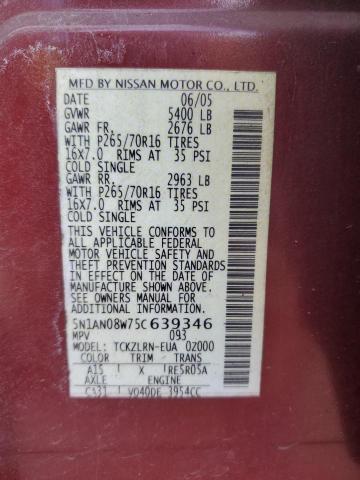 MFD BY NISSAN MOTOR CO., LTD.
DATE 06/05
GVWR 5400 LB
GAWR FR. 2676 LB
WITH P265/70R16 TIRES
16X7.0 RIMS AT 35 PSI
COLD SINGLE
GAWR RR. 2963 LB
WITH P265/70R16 TIRES
16X7.0 RIMS AT 35 PSI
COLD SINGLE
THIS VEHICLE CONFORMS TO
ALL APPLICABLE FEDERAL
MOTOR VEHICLE SAFETY AND
THEFT PREVENTION STANDARDS
IN EFFECT ON THE DATE OF
MANUFACTURE SHOWN ABOVE.
SEE OWNERS MANUAL FOR
ADDITIONAL INFORMATION.
5N1AN08W75C639346
MPV 093
MODEL TCKZLRN-EUA 02000
COLOR TRIM TRANS
A15 X RE5R05A
AXLE ENGINE
C331 VQ40DE 3954CC